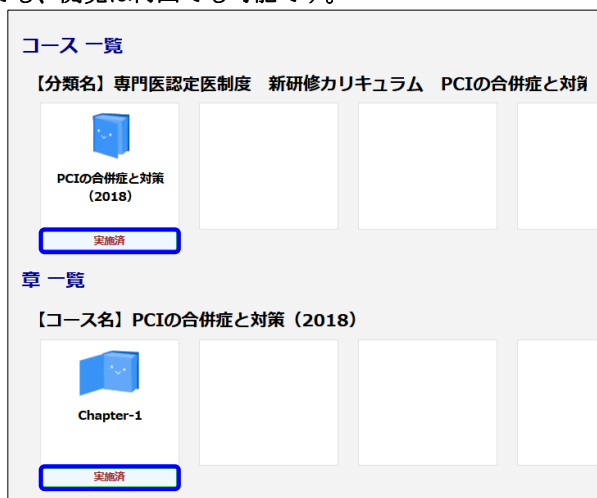 コース 一覧
【分類名】専門医認定医制度　新研修カリキュラム　PCIの合併症と対策
PCIの合併症と対策
（2018）
実施済
章 一覧
【コース名】PCIの合併症と対策（2018）
Chapter-1
実施済